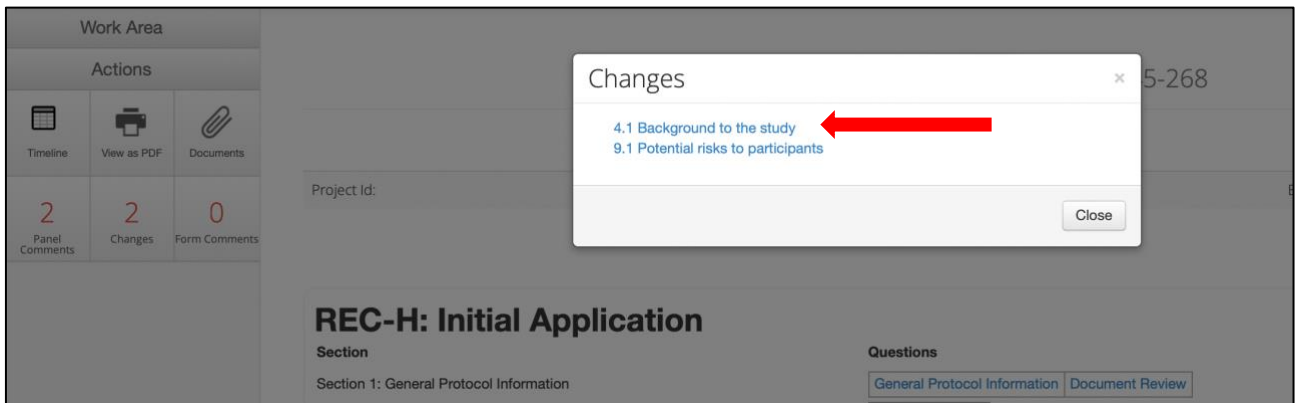 Work Area
Actions
Timeline
View as PDF
Documents
2
Panel Comments
2
Changes
0
Form Comments
Changes
×
5-268
4.1 Background to the study
9.1 Potential risks to participants
Project Id:
Close
REC-H: Initial Application
Section
Questions
Section 1: General Protocol Information
General Protocol Information
Document Review